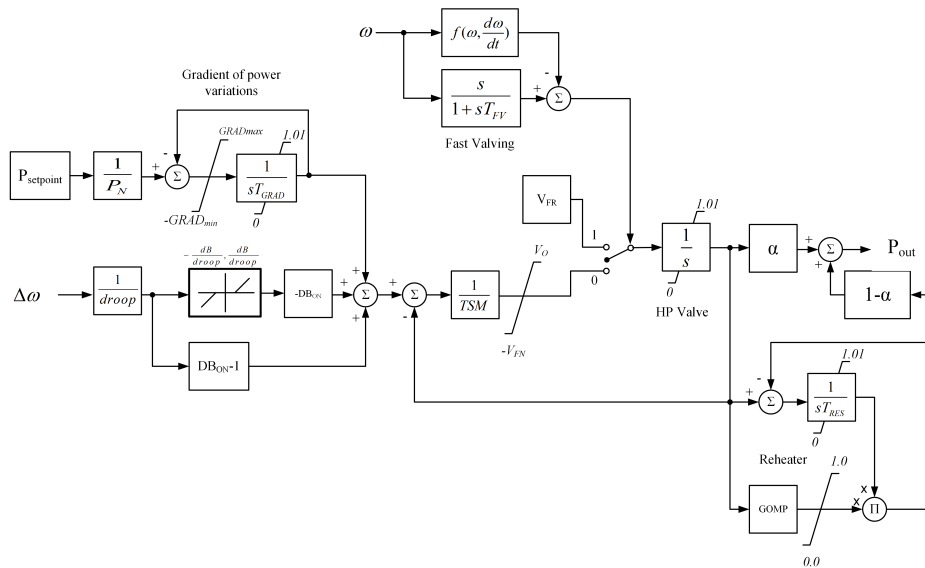 ω
f(ω, dω/dt)
-
s
1 + sT_FV
+
Σ
Fast Valving
Gradient of power
variations
GRADmax
1.01
P_setpoint
1
P_N
-
+
Σ
1
sT_GRAD
-GRAD_min
0
V_FR
1
0
V_O
1.01
1
s
0
HP Valve
α
+
Σ
+
P_out
1-α
Δω
1
droop
- dB/droop , dB/droop
-DB_ON
+
+
Σ
+
+
Σ
-
1
TSM
-V_FN
DB_ON-1
-
+
Σ
1.01
1
sT_RES
0
Reheater
GOMP
1.0
0.0
x
x
Π